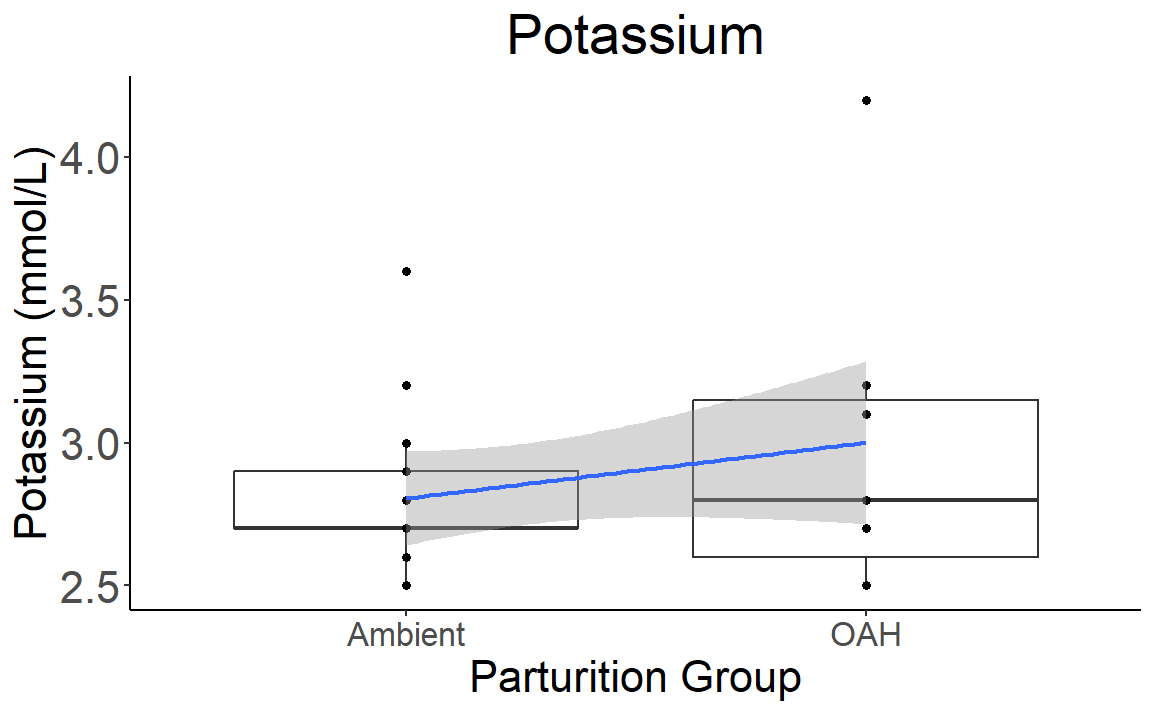 Potassium
Potassium (mmol/L)
4.0
3.5
3.0
2.5
Ambient
OAH
Parturition Group